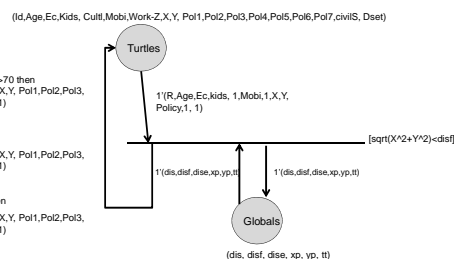 (Id,Age,Ec,Kids, Cultl,Mobi,Work-Z,X,Y, Pol1,Pol2,Pol3,Pol4,Pol5,Pol6,Pol7,civilS, Dset)
Turtles
>70 then
X,Y, Pol1,Pol2,Pol3,
1)
1'(R,Age,Ec,kids, 1,Mobi,1,X,Y,
Policy,1, 1)
[sqrt(X^2+Y^2)<disf]
X,Y, Pol1,Pol2,Pol3,
1)
1'(dis,disf,dise,xp,yp,tt)
1'(dis,disf,dise,xp,yp,tt)
n
X,Y, Pol1,Pol2,Pol3,
1)
Globals
(dis, disf, dise, xp, yp, tt)